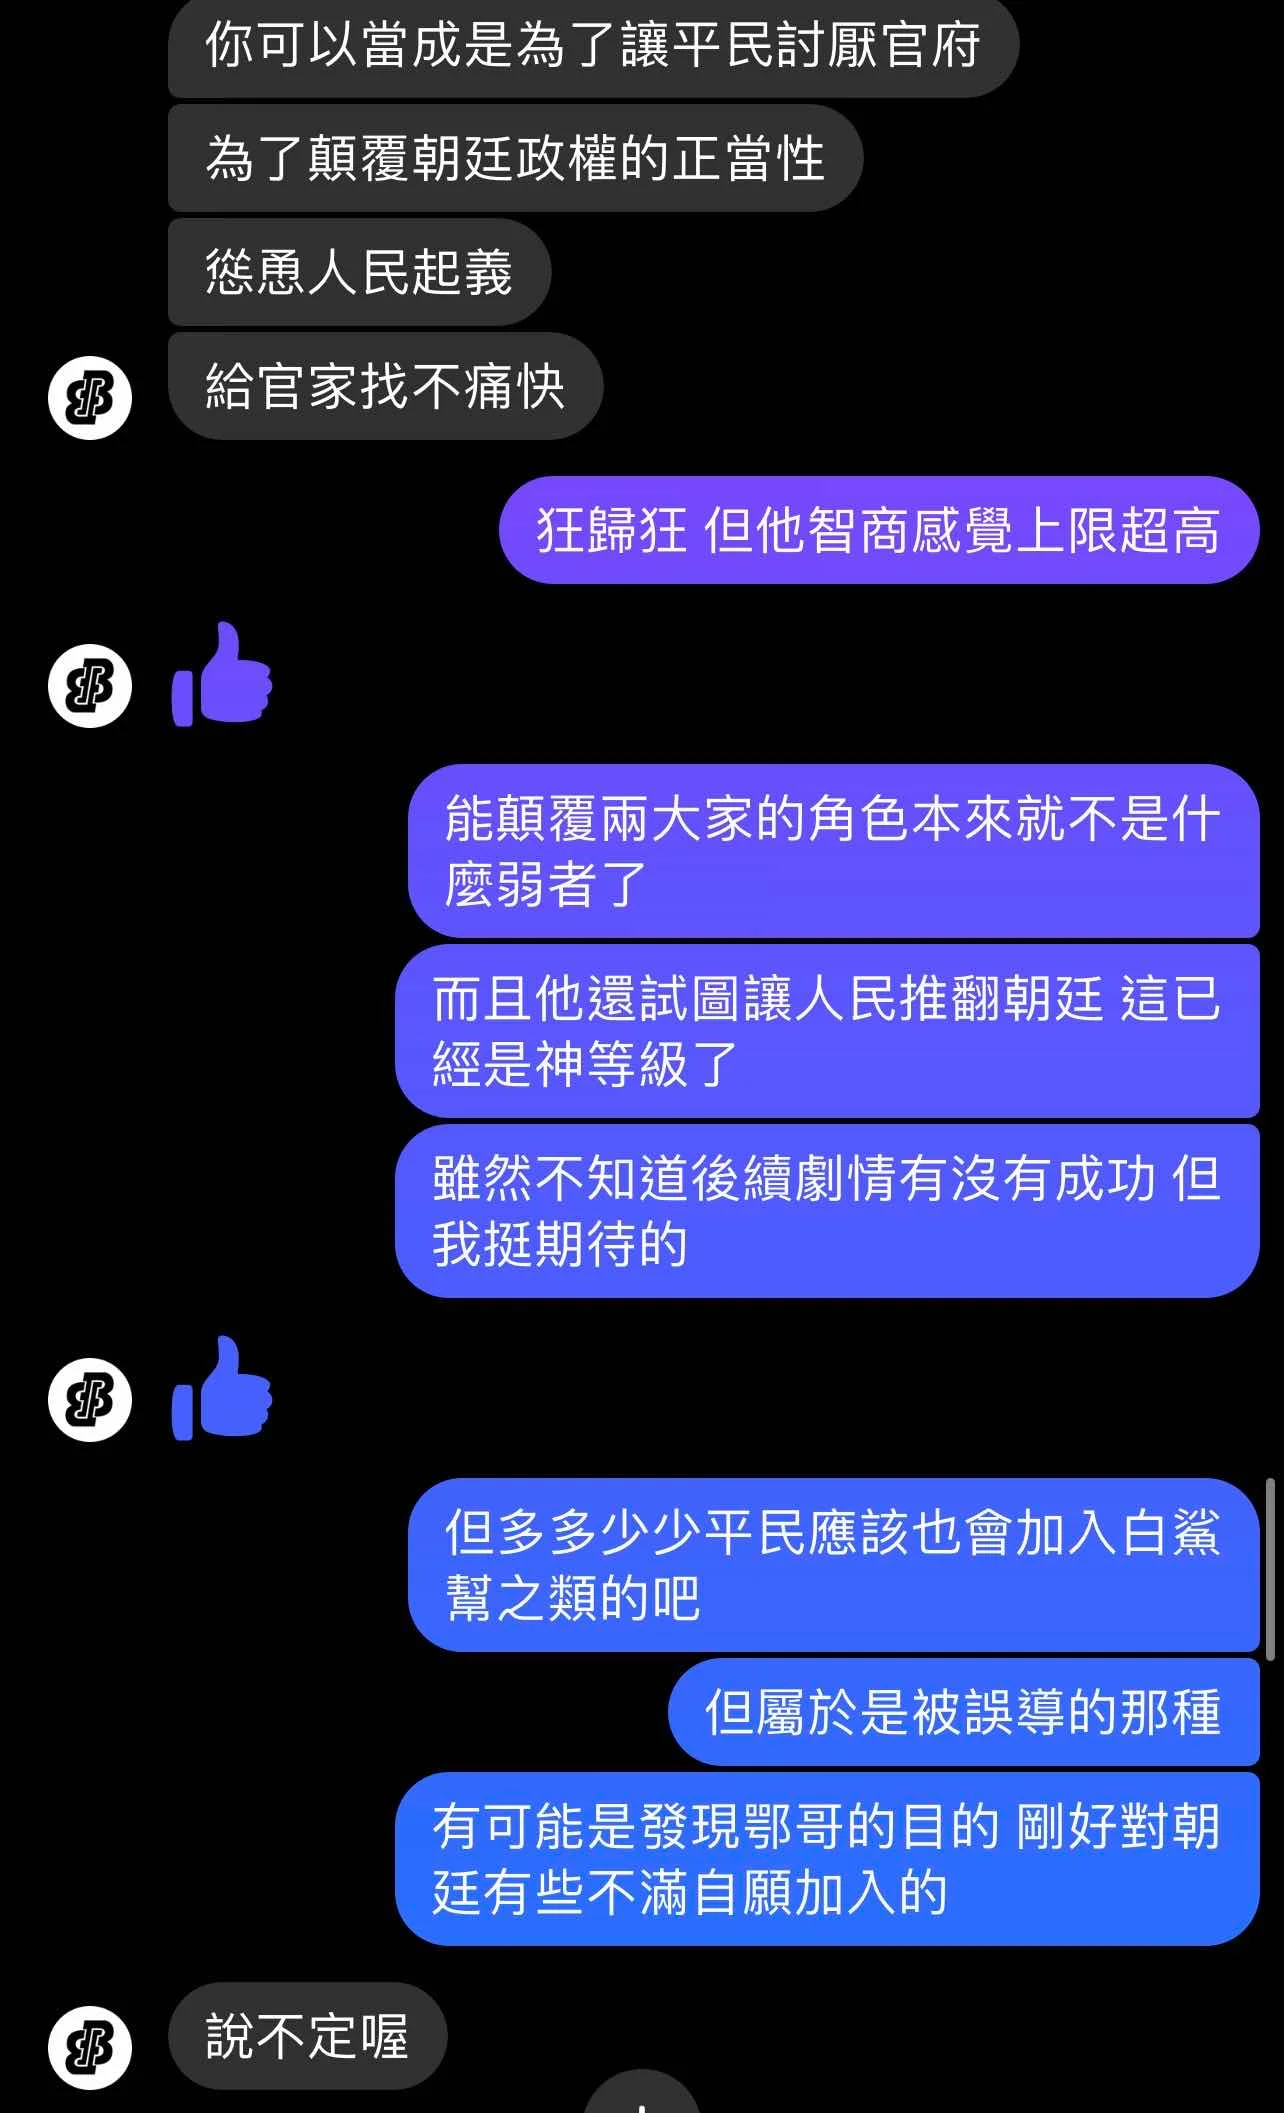 你可以當成是為了讓平民討厭官府
為了顛覆朝廷政權的正當性
慫恿人民起義
給官家找不痛快
狂歸狂 但他智商感覺上限超高
能顛覆兩大家的角色本來就不是什
麼弱者了
而且他還試圖讓人民推翻朝廷 這已
經是神等級了
雖然不知道後續劇情有沒有成功 但
我挺期待的
但多多少少平民應該也會加入白鯊
幫之類的吧
但屬於是被誤導的那種
有可能是發現鄂哥的目的 剛好對朝
廷有些不滿自願加入的
說不定喔